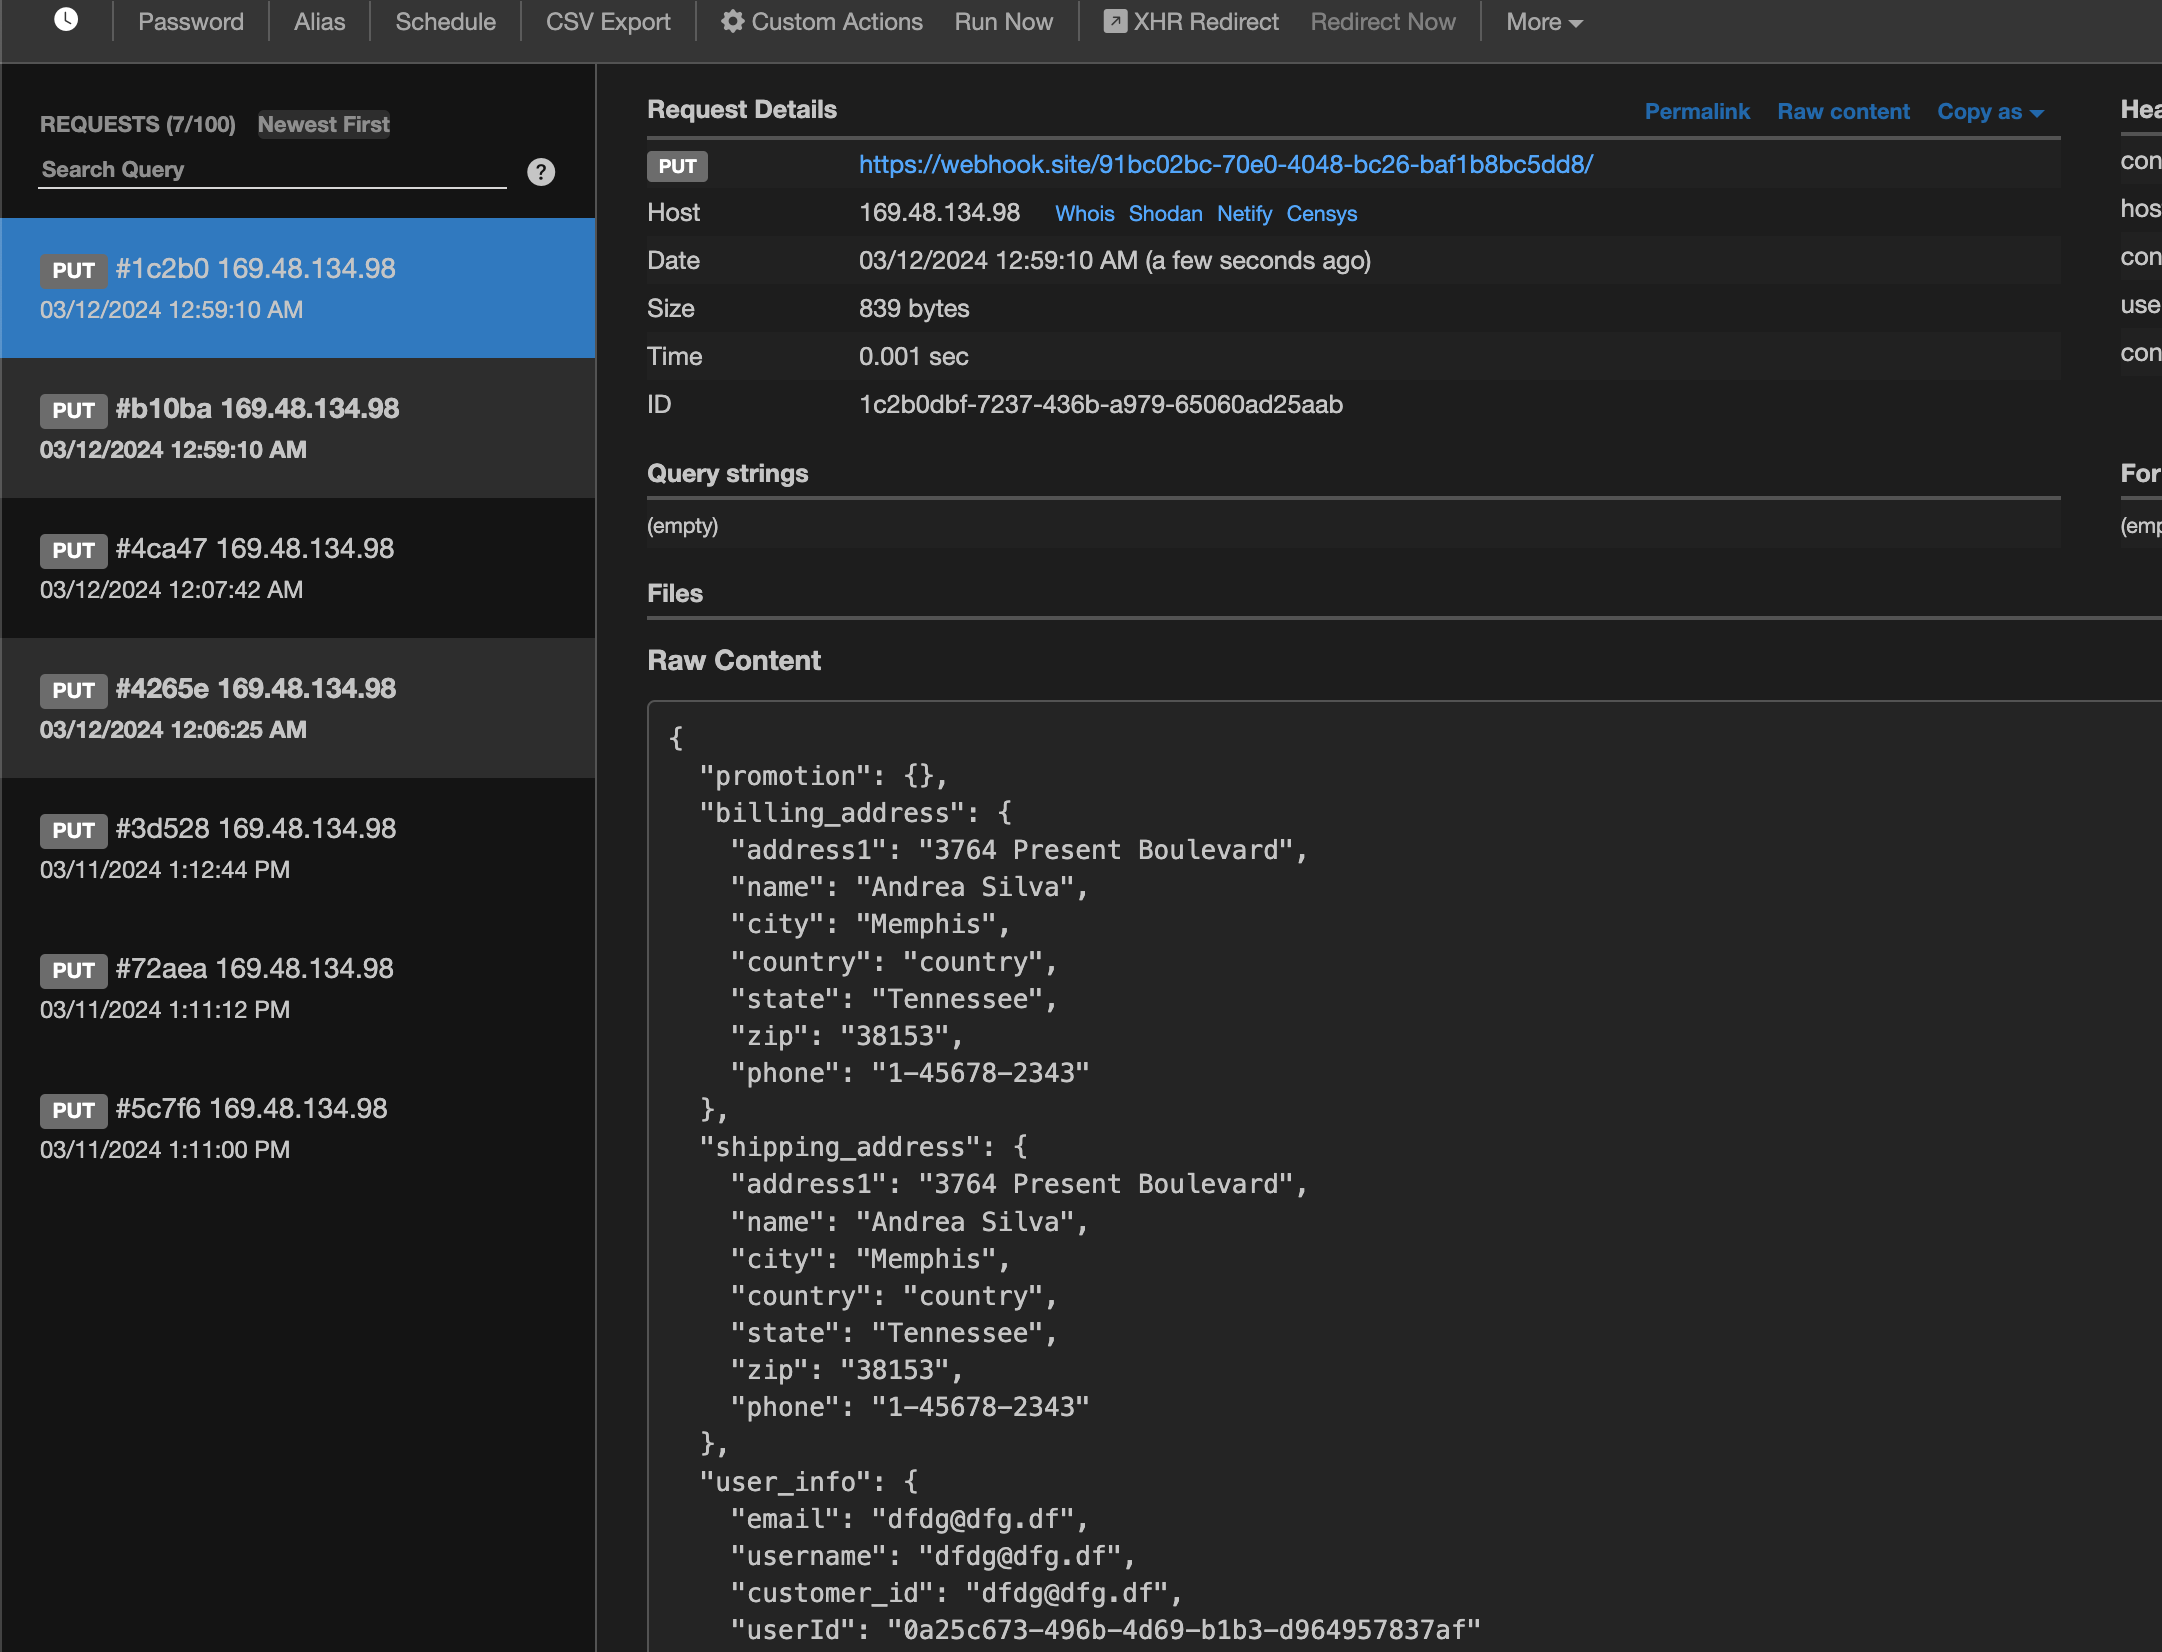 Password Alias Schedule CSV Export Custom Actions Run Now XHR Redirect Redirect Now More
REQUESTS (7/100) Newest First
Search Query ?
PUT #1c2b0 169.48.134.98
03/12/2024 12:59:10 AM
PUT #b10ba 169.48.134.98
03/12/2024 12:59:10 AM
PUT #4ca47 169.48.134.98
03/12/2024 12:07:42 AM
PUT #4265e 169.48.134.98
03/12/2024 12:06:25 AM
PUT #3d528 169.48.134.98
03/11/2024 1:12:44 PM
PUT #72aea 169.48.134.98
03/11/2024 1:11:12 PM
PUT #5c7f6 169.48.134.98
03/11/2024 1:11:00 PM
Request Details Permalink Raw content Copy as
PUT https://webhook.site/91bc02bc-70e0-4048-bc26-baf1b8bc5dd8/
Host 169.48.134.98 Whois Shodan Netify Censys
Date 03/12/2024 12:59:10 AM (a few seconds ago)
Size 839 bytes
Time 0.001 sec
ID 1c2b0dbf-7237-436b-a979-65060ad25aab
Query strings
(empty)
Files
Raw Content
{
"promotion": {},
"billing_address": {
"address1": "3764 Present Boulevard",
"name": "Andrea Silva",
"city": "Memphis",
"country": "country",
"state": "Tennessee",
"zip": "38153",
"phone": "1-45678-2343"
},
"shipping_address": {
"address1": "3764 Present Boulevard",
"name": "Andrea Silva",
"city": "Memphis",
"country": "country",
"state": "Tennessee",
"zip": "38153",
"phone": "1-45678-2343"
},
"user_info": {
"email": "dfdg@dfg.df",
"username": "dfdg@dfg.df",
"customer_id": "dfdg@dfg.df",
"userId": "0a25c673-496b-4d69-b1b3-d964957837af"
Hea
con
hos
con
use
con
For
(emp